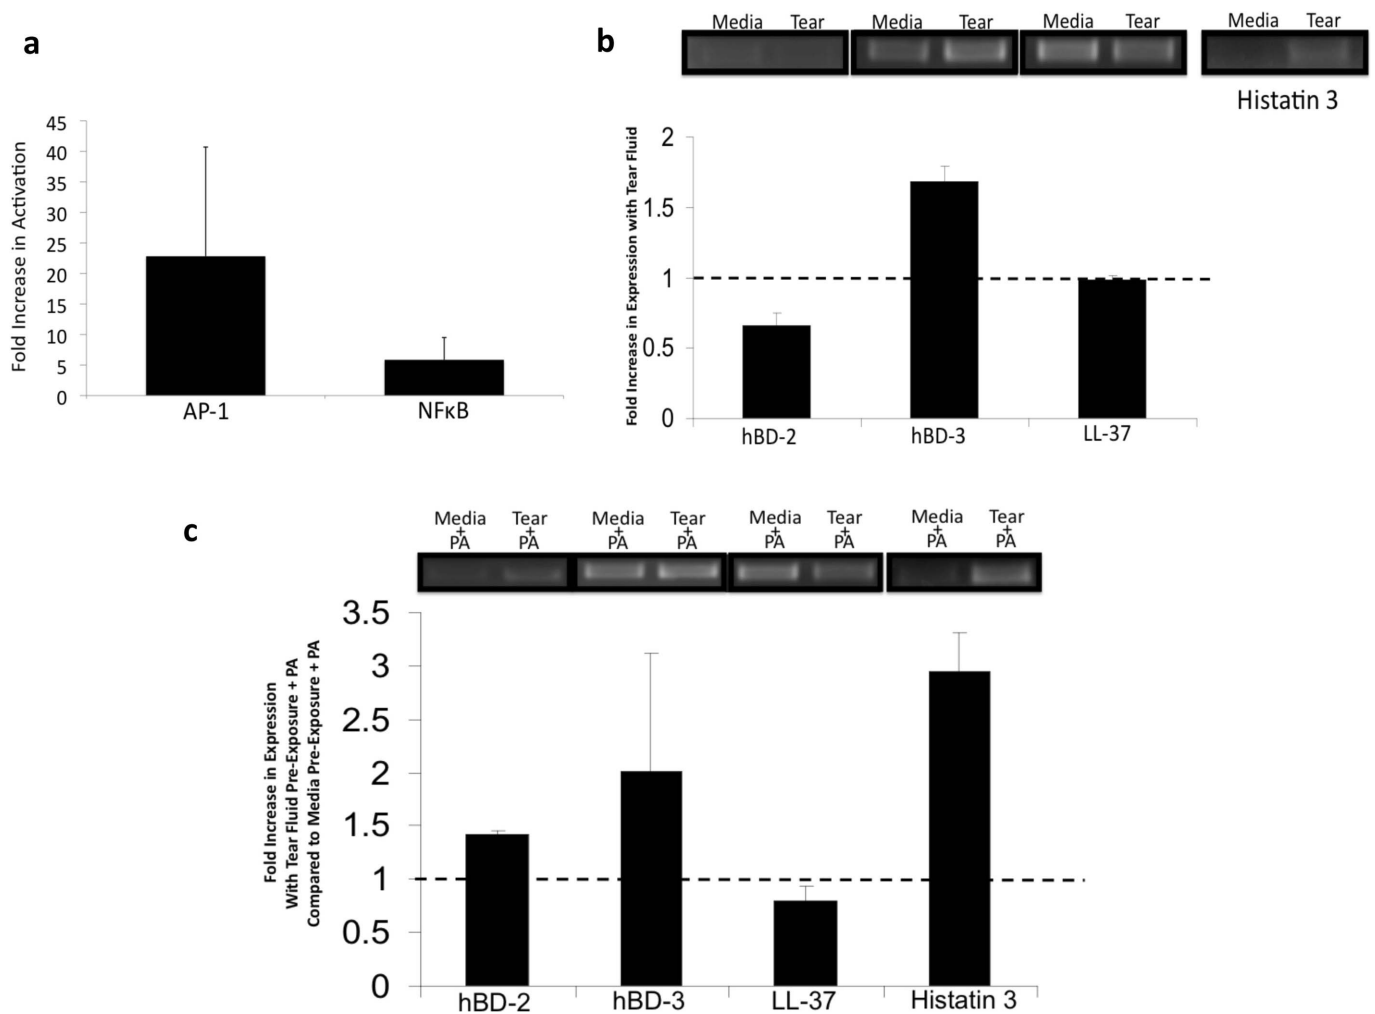 a
Fold Increase in Activation
45
40
35
30
25
20
15
10
5
0
AP-1 NFκB
b
Media Tear Media Tear Media Tear Media Tear
Histatin 3
Fold Increase in Expression with Tear Fluid
2
1.5
1
0.5
0
hBD-2 hBD-3 LL-37
c
Media Tear Media Tear Media Tear Media Tear
+ + + + + + + +
PA PA PA PA PA PA PA PA
Fold Increase in Expression
With Tear Fluid Pre-Exposure + PA
Compared to Media Pre-Exposure + PA
3.5
3
2.5
2
1.5
1
0.5
0
hBD-2 hBD-3 LL-37 Histatin 3